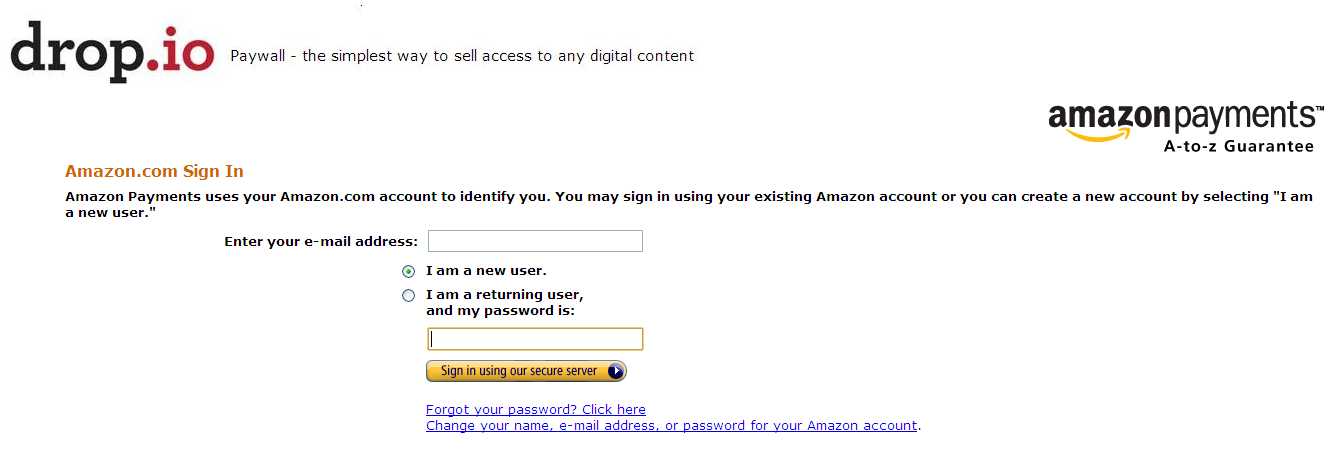 drop.io
Paywall - the simplest way to sell access to any digital content
amazonpayments™
A-to-z Guarantee
Amazon.com Sign In
Amazon Payments uses your Amazon.com account to identify you. You may sign in using your existing Amazon account or you can create a new account by selecting "I am
a new user."
Enter your e-mail address:
I am a new user.
I am a returning user,
and my password is:
Sign in using our secure server
Forgot your password? Click here
Change your name, e-mail address, or password for your Amazon account.